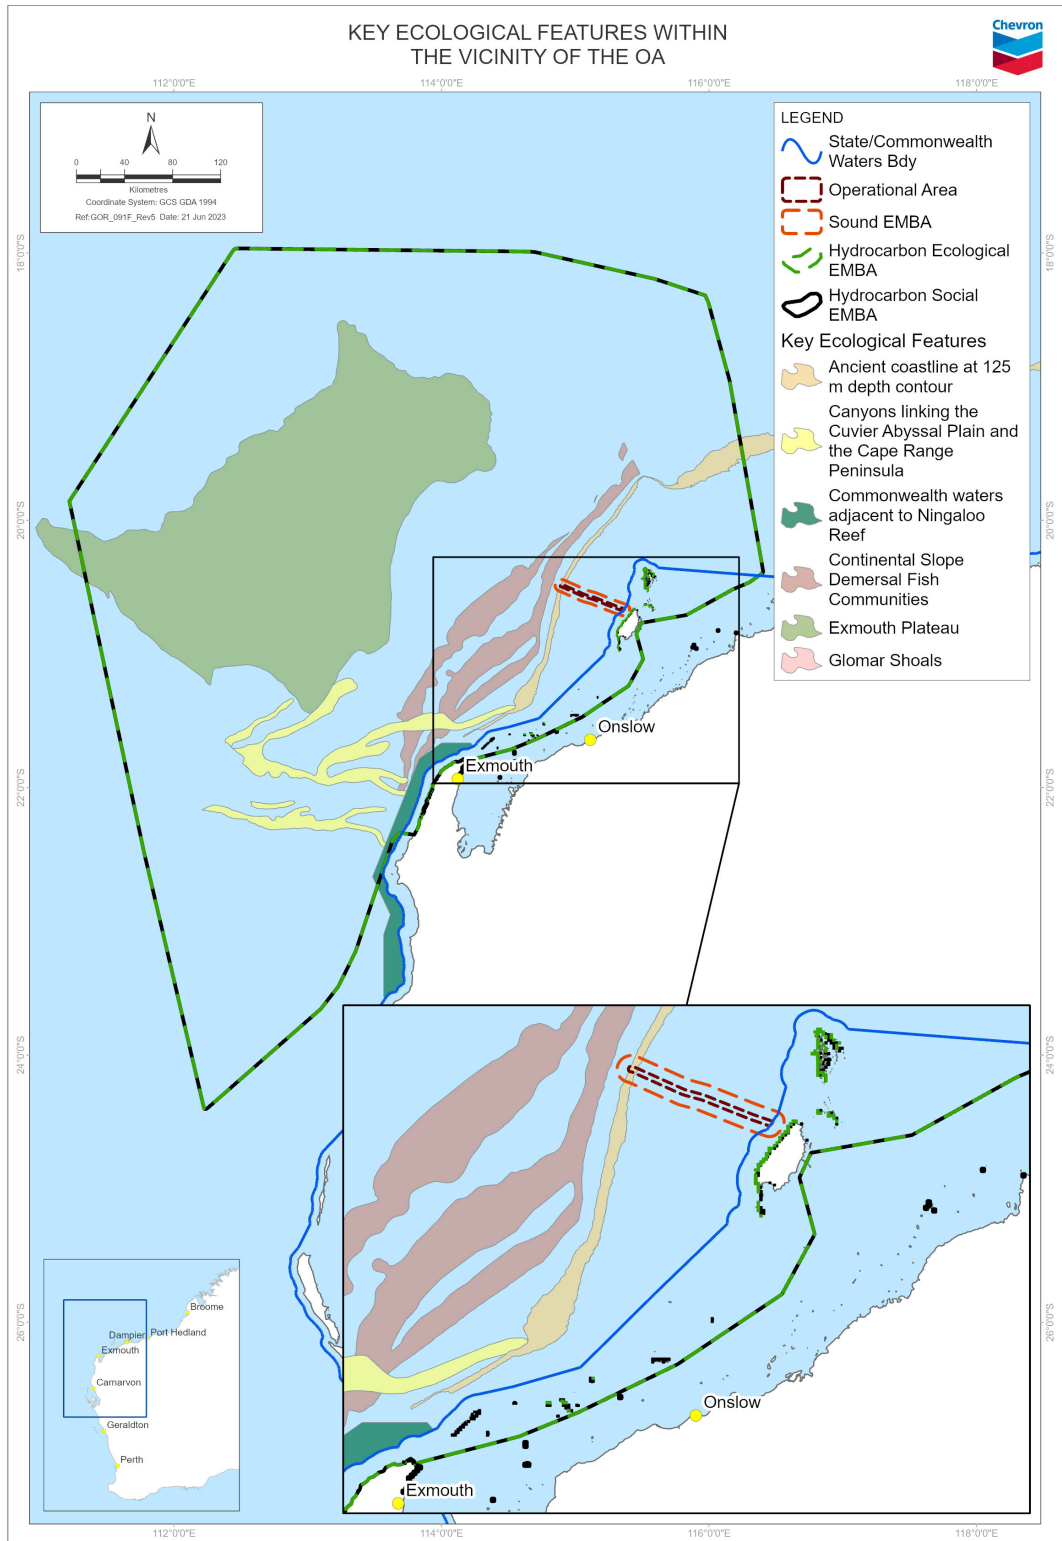 KEY ECOLOGICAL FEATURES WITHIN
THE VICINITY OF THE OA
Chevron
112°0'0"E
114°0'0"E
116°0'0"E
118°0'0"E
N
0 40 80 120
Kilometres
Coordinate System: GCS GDA 1994
Ref:GOR_091F_Rev5 Date: 21 Jun 2023
LEGEND
State/Commonwealth
Waters Bdy
Operational Area
Sound EMBA
Hydrocarbon Ecological
EMBA
Hydrocarbon Social
EMBA
Key Ecological Features
Ancient coastline at 125
m depth contour
Canyons linking the
Cuvier Abyssal Plain and
the Cape Range
Peninsula
Commonwealth waters
adjacent to Ningaloo
Reef
Continental Slope
Demersal Fish
Communities
Exmouth Plateau
Glomar Shoals
18°0'0"S
18°0'0"S
20°0'0"S
20°0'0"S
22°0'0"S
22°0'0"S
24°0'0"S
24°0'0"S
26°0'0"S
26°0'0"S
Onslow
Exmouth
Onslow
Exmouth
Broome
Dampier
Port Hedland
Exmouth
Carnarvon
Geraldton
Perth
112°0'0"E
114°0'0"E
116°0'0"E
118°0'0"E